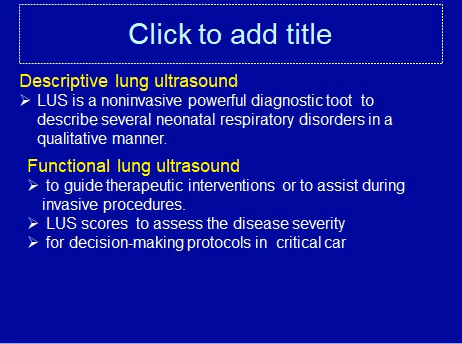 Click to add title
Descriptive lung ultrasound
➢ LUS is a noninvasive powerful diagnostic toot to
describe several neonatal respiratory disorders in a
qualitative manner.
Functional lung ultrasound
➢ to guide therapeutic interventions or to assist during
invasive procedures.
➢ LUS scores to assess the disease severity
➢ for decision-making protocols in critical car